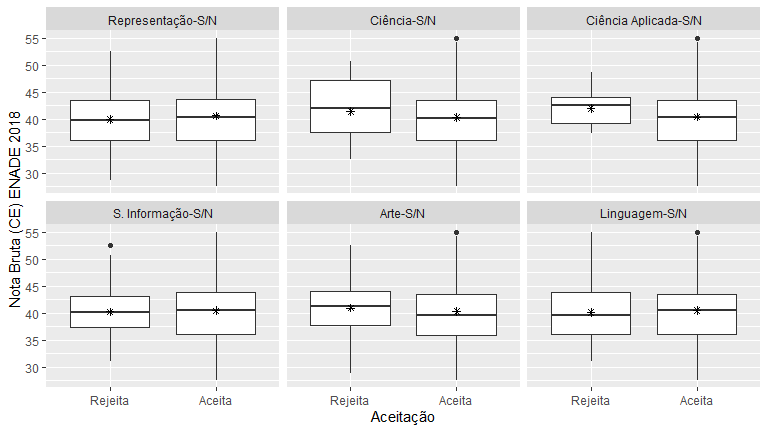 Representação-S/N
Ciência-S/N
Ciência Aplicada-S/N
55
50
45
40
35
30
S. Informação-S/N
Arte-S/N
Linguagem-S/N
55
50
45
40
35
30
Nota Bruta (CE) ENADE 2018
Rejeita
Aceita
Rejeita
Aceita
Rejeita
Aceita
Aceitação